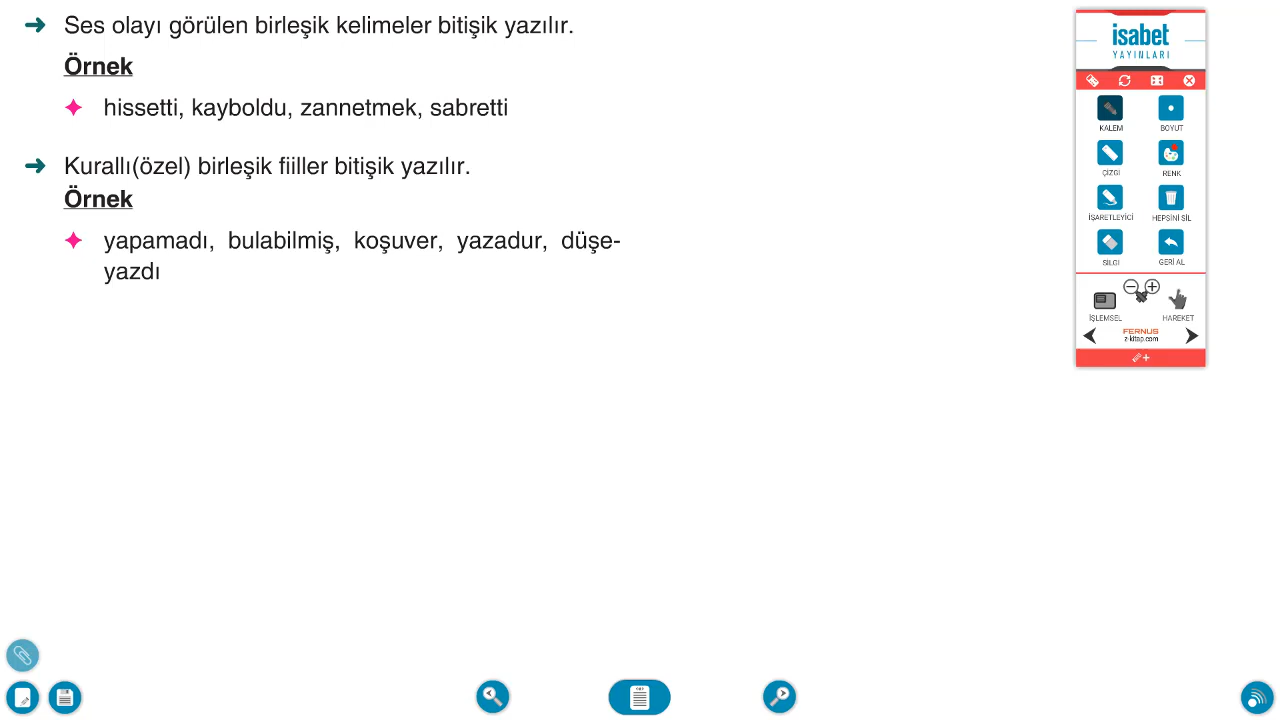 Ses olayı görülen birleşik kelimeler bitişik yazılır.
Örnek
hissetti, kayboldu, zannetmek, sabretti
Kurallı(özel) birleşik fiiller bitişik yazılır.
Örnek
yapamadı, bulabilmiş, koşuver, yazadur, düşe-
yazdı
isabet
YAYINLARI
KALEM
BOYUT
ÇİZGİ
RENK
İŞARETLEYİCİ
HEPSİNİ SİL
SİLGİ
GERİ AL
İŞLEMSEL
HAREKET
FERNUS
z-kitap.com